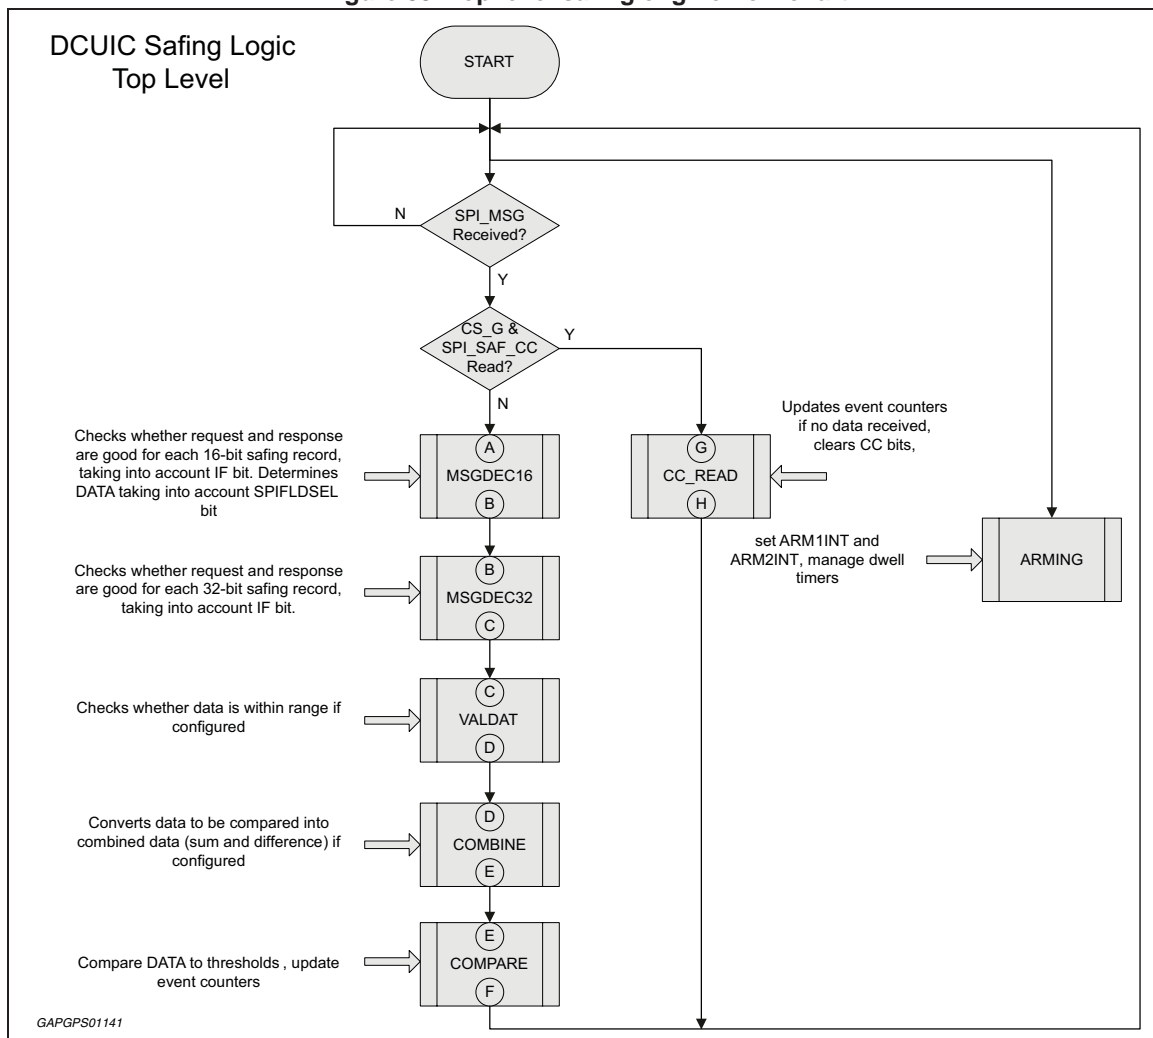 DCUIC Safing Logic
Top Level
START
N
SPI_MSG
Received?
Y
CS_G &
SPI_SAF_CC
Read?
Y
N
Checks whether request and response
are good for each 16-bit safing record,
taking into account IF bit. Determines
DATA taking into account SPIFLDSEL
bit
A
MSGDEC16
B
Updates event counters
if no data received,
clears CC bits,
G
CC_READ
H
set ARM1INT and
ARM2INT, manage dwell
timers
ARMING
Checks whether request and response
are good for each 32-bit safing record,
taking into account IF bit.
B
MSGDEC32
C
Checks whether data is within range if
configured
C
VALDAT
D
Converts data to be compared into
combined data (sum and difference) if
configured
D
COMBINE
E
Compare DATA to thresholds , update
event counters
E
COMPARE
F
GAPGPS01141